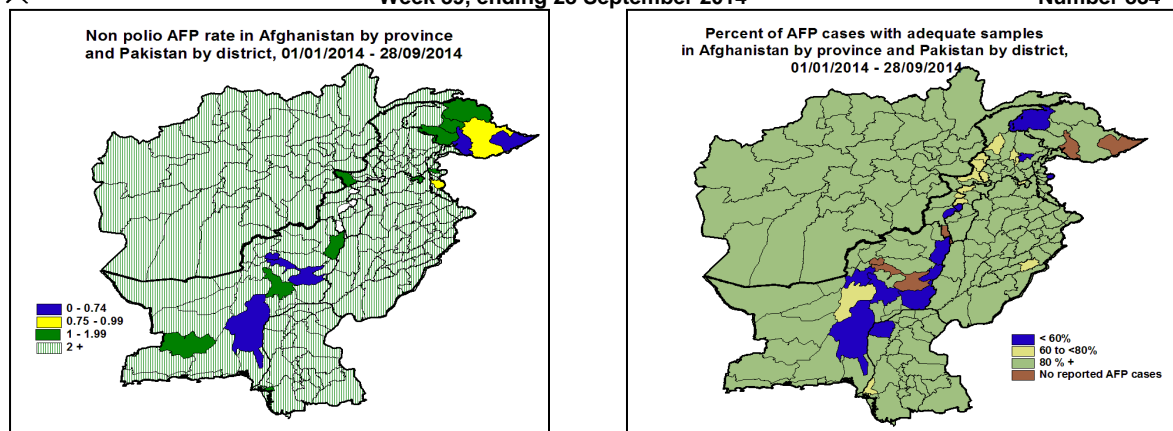 Non polio AFP rate in Afghanistan by province
and Pakistan by district, 01/01/2014 - 28/09/2014
0 - 0.74
0.75 - 0.99
1 - 1.99
2 +
Percent of AFP cases with adequate samples
in Afghanistan by province and Pakistan by district,
01/01/2014 - 28/09/2014
< 60%
60 to <80%
80 % +
No reported AFP cases